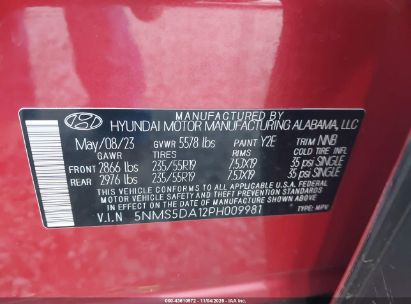 MANUFACTURED BY
HYUNDAI MOTOR MANUFACTURING ALABAMA, LLC
May/08/23 GVWR 5578 lbs PAINT Y2E TRIM NNB
GAWR TIRES RIMS COLD TIRE INFL
FRONT 2866 lbs 235/55R19 7.5JX19 35 psi SINGLE
REAR 2976 lbs 235/55R19 7.5JX19 35 psi SINGLE
THIS VEHICLE CONFORMS TO ALL APPLICABLE U.S.A. FEDERAL
MOTOR VEHICLE SAFETY AND THEFT PREVENTION STANDARDS
IN EFFECT ON THE DATE OF MANUFACTURE SHOWN ABOVE.
V.I.N 5NMS5DA12PH009981 TYPE: MPV